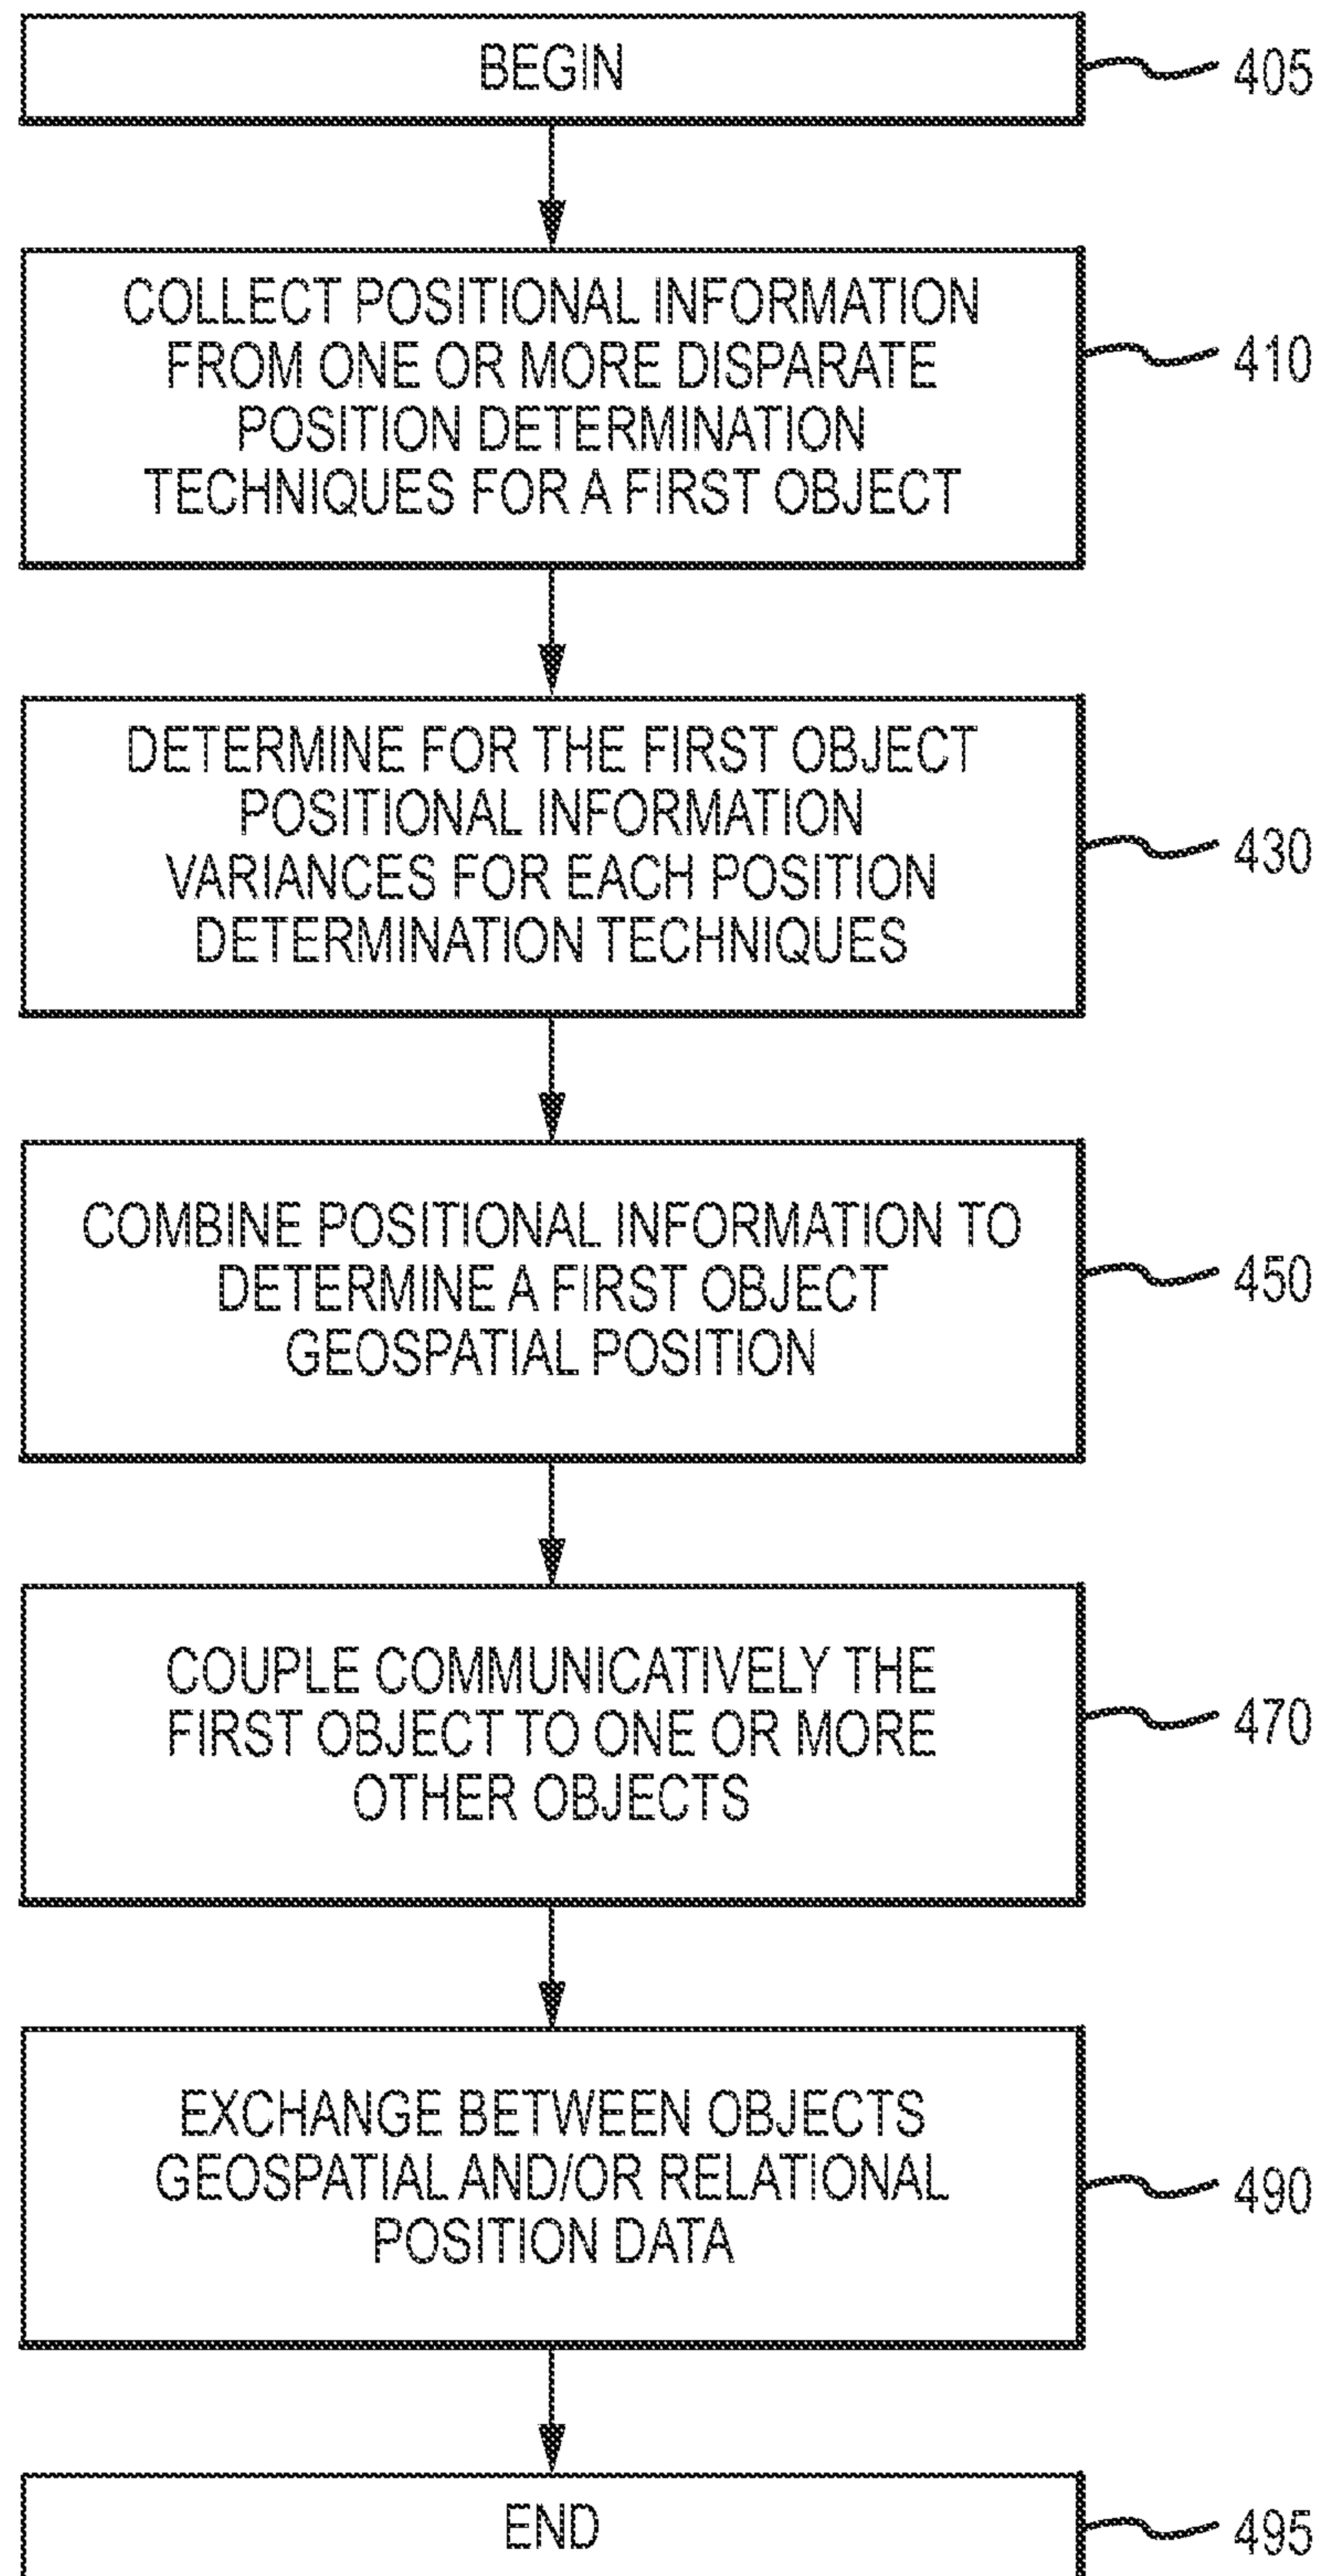 BEGIN
405
COLLECT POSITIONAL INFORMATION
FROM ONE OR MORE DISPARATE
POSITION DETERMINATION
TECHNIQUES FOR A FIRST OBJECT
410
DETERMINE FOR THE FIRST OBJECT
POSITIONAL INFORMATION
VARIANCES FOR EACH POSITION
DETERMINATION TECHNIQUES
430
COMBINE POSITIONAL INFORMATION TO
DETERMINE A FIRST OBJECT
GEOSPATIAL POSITION
450
COUPLE COMMUNICATIVELY THE
FIRST OBJECT TO ONE OR MORE
OTHER OBJECTS
470
EXCHANGE BETWEEN OBJECTS
GEOSPATIAL AND/OR RELATIONAL
POSITION DATA
490
END
495